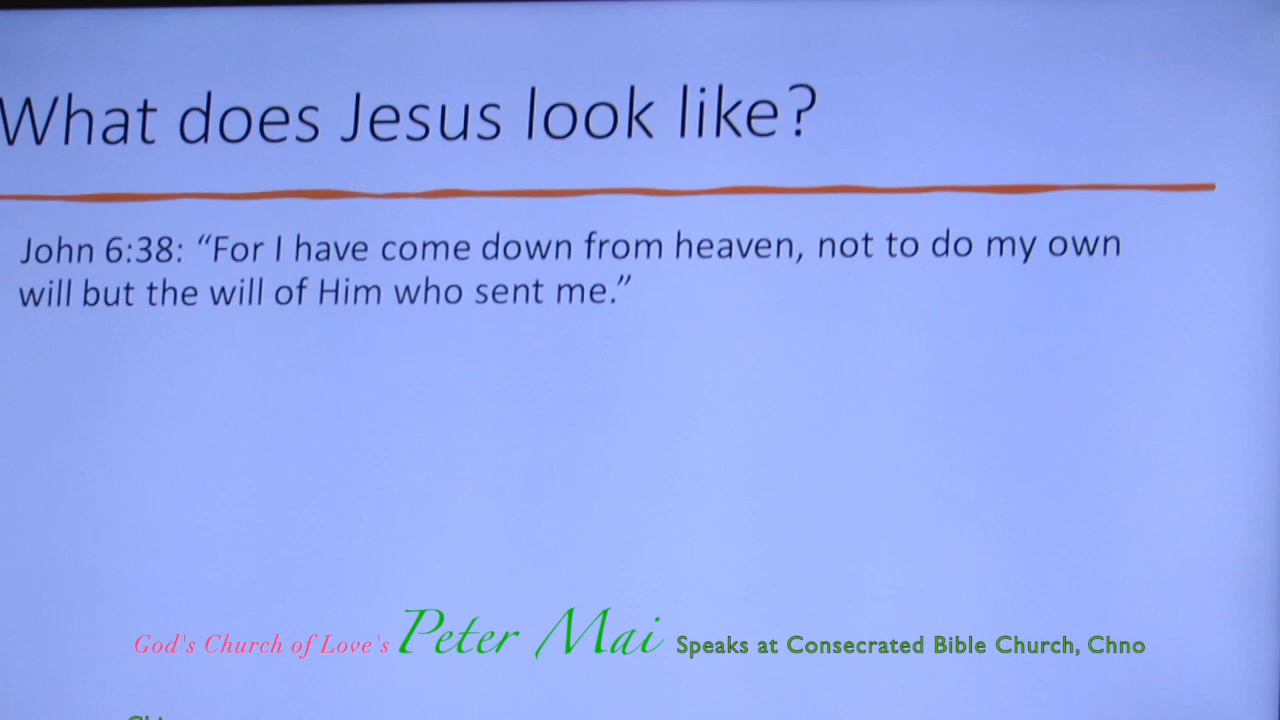 What does Jesus look like?
John 6:38: “For I have come down from heaven, not to do my own
will but the will of Him who sent me.”
God's Church of Love's Peter Mai Speaks at Consecrated Bible Church, Chno